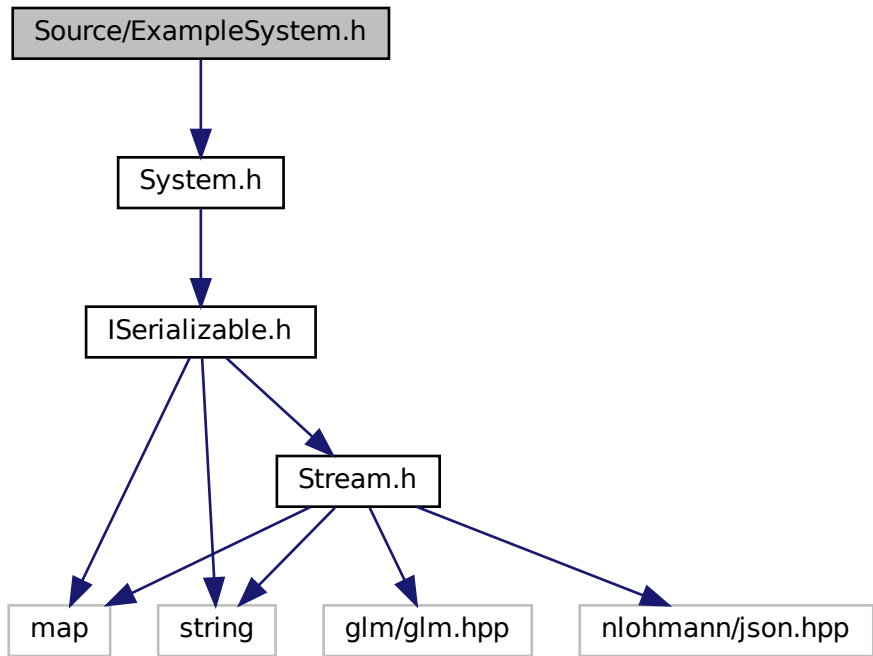 Source/ExampleSystem.h
System.h
ISerializable.h
Stream.h
map
string
glm/glm.hpp
nlohmann/json.hpp